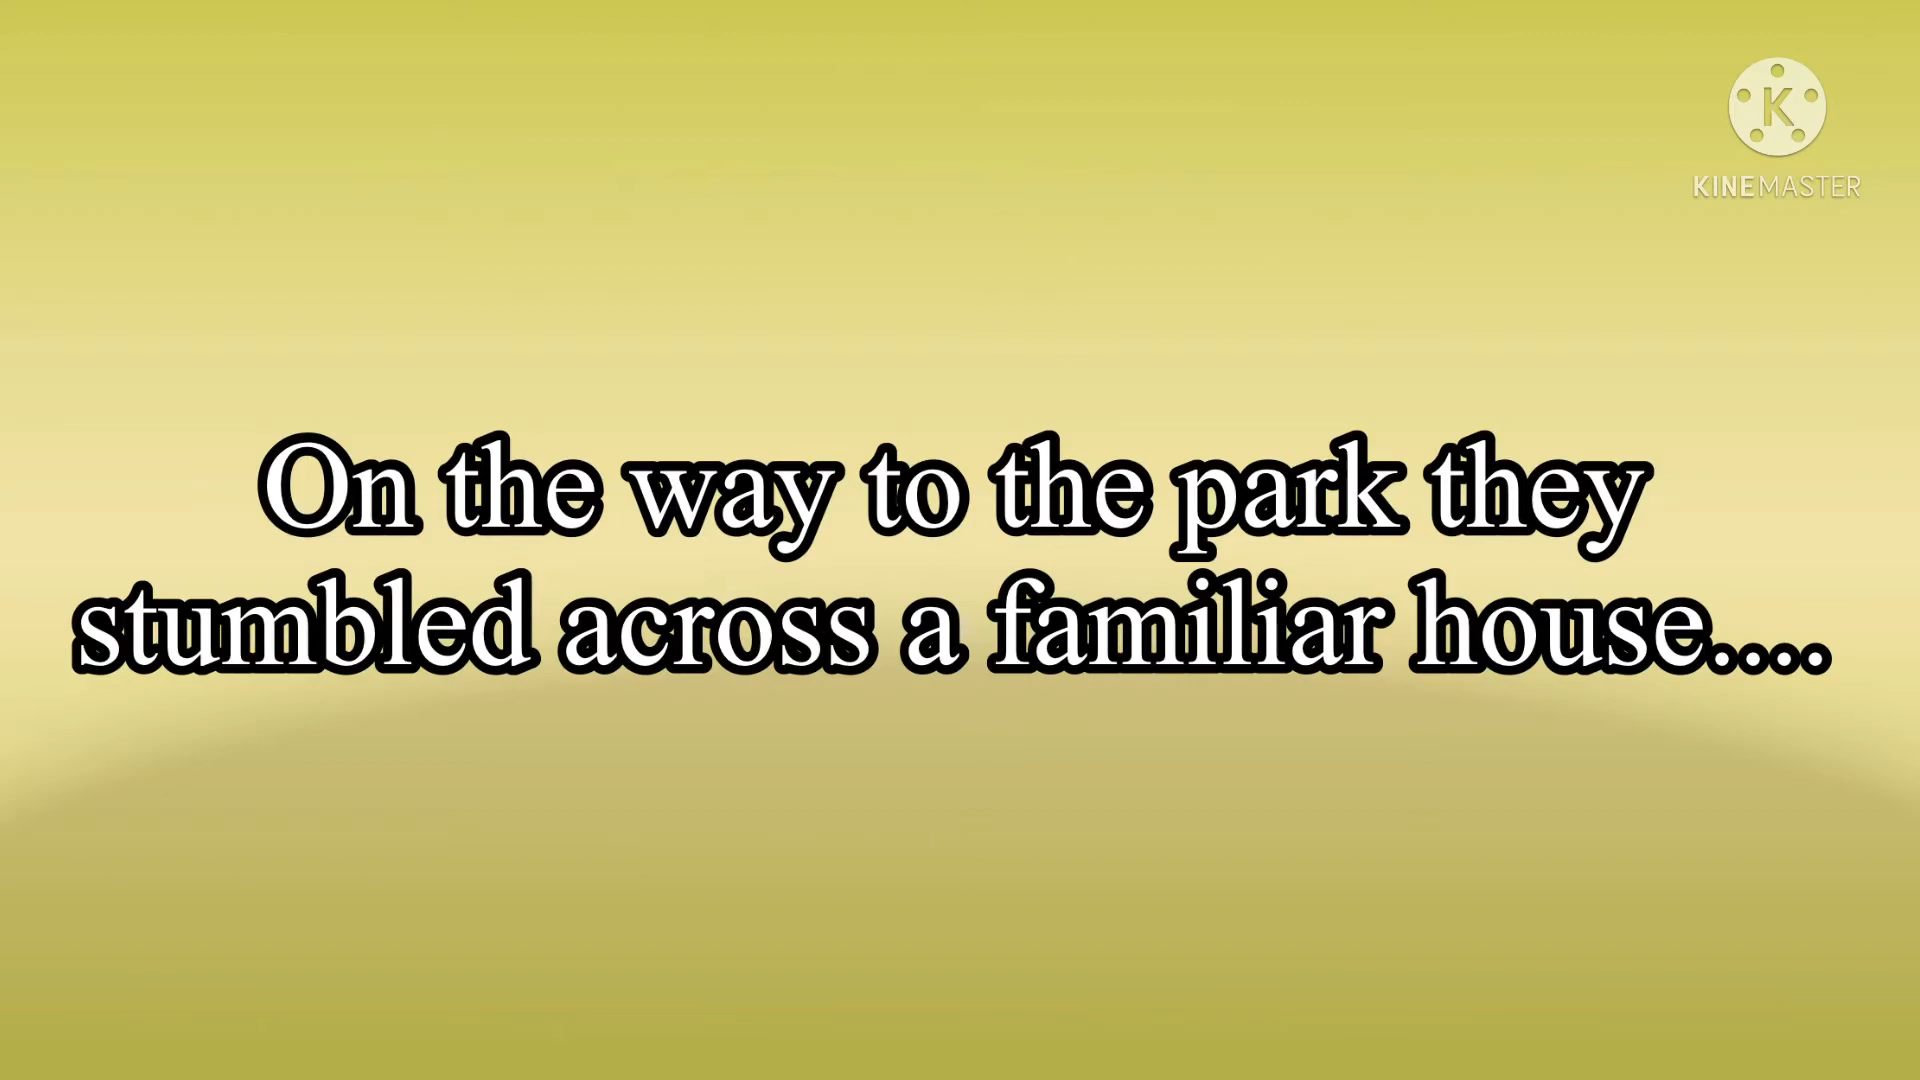 K
KINEMASTER
On the way to the park they
stumbled across a familiar house....